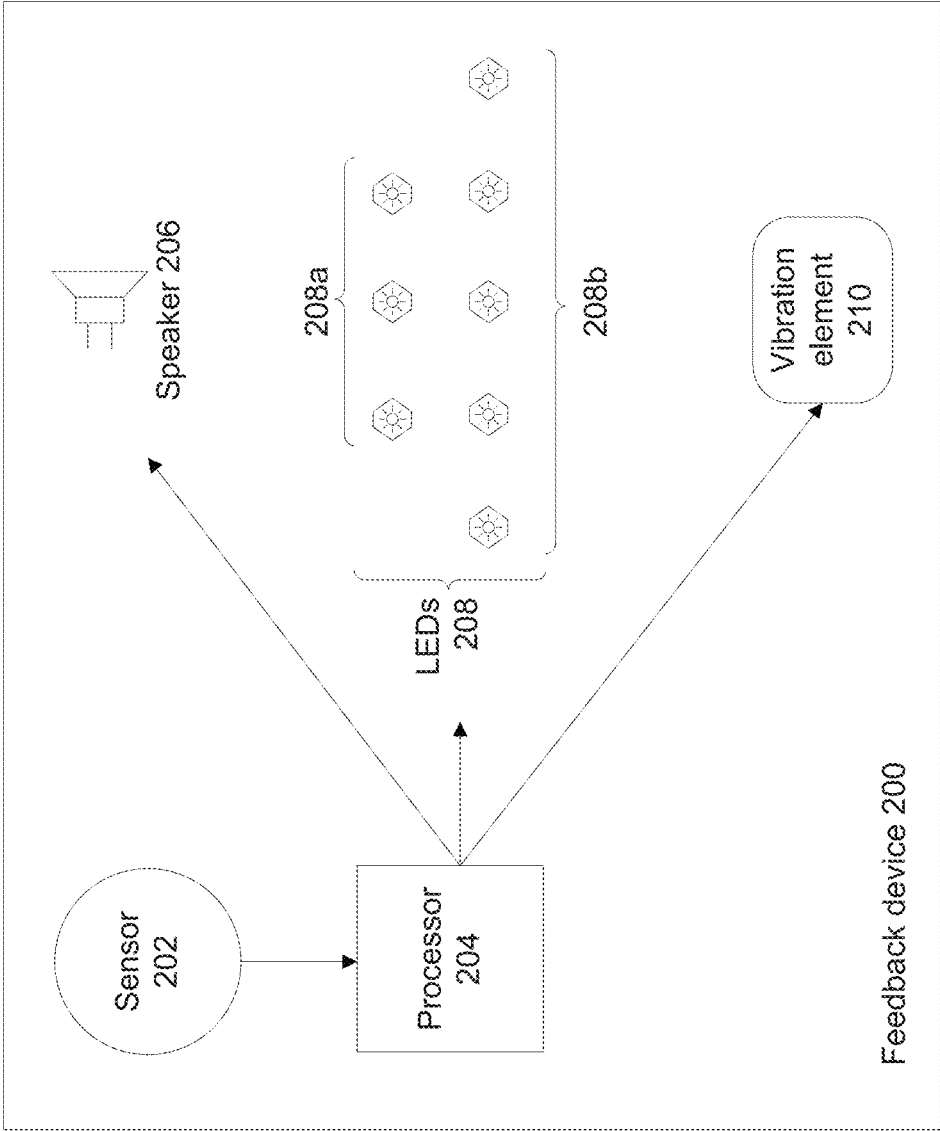 Sensor
202
Speaker 206
208a
LEDs
208
208b
Processor
204
Vibration
element
210
Feedback device 200